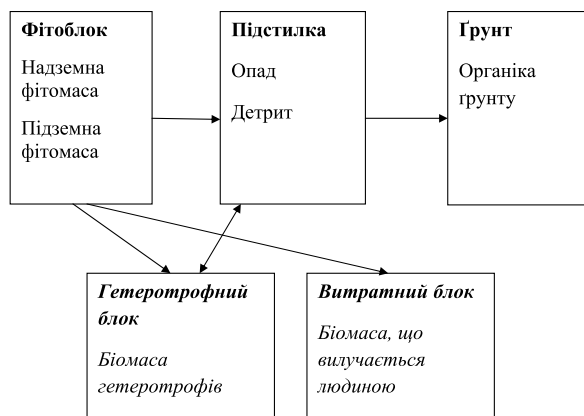 Фітоблок
Надземна
фітомаса
Підземна
фітомаса
Підстилка
Опад
Детрит
Ґрунт
Органіка
ґрунту
Гетеротрофний
блок
Біомаса
гетеротрофів
Витратний блок
Біомаса, що
вилучається
людиною